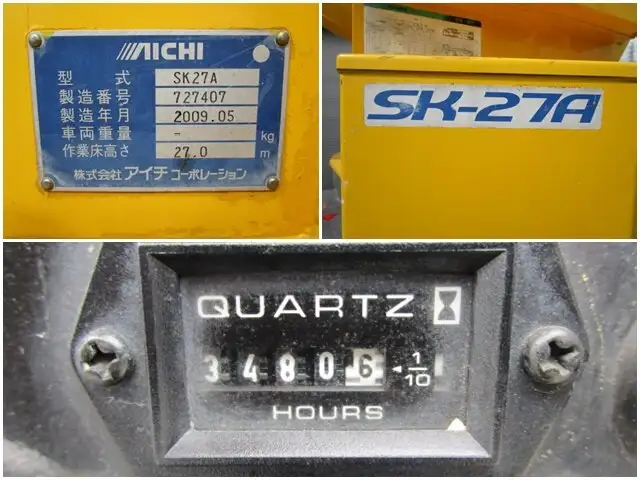 AICHI
型式 SK27A
製造番号 727407
製造年月 2009.05
車両重量 - kg
作業床高さ 27.0 m
株式会社 アイチ コーポレーション
SK-27A
QUARTZ
34806 1/10
HOURS